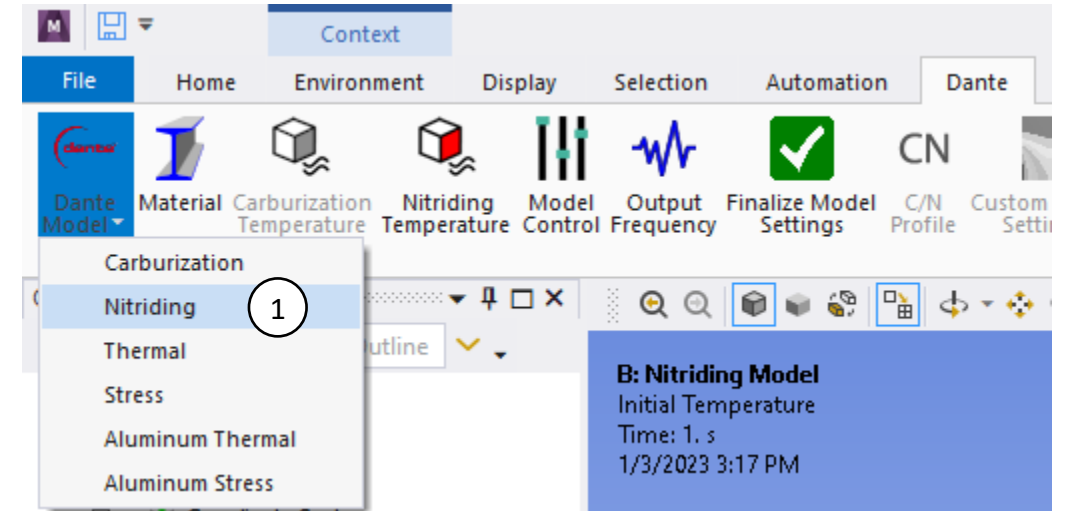 M
Context
File Home Environment Display Selection Automation Dante
dante CN
Dante Material Carburization Nitriding Model Output Finalize Model C/N Custom
Model Temperature Temperature Control Frequency Settings Profile
Carburization
Nitriding 1
Thermal
Stress
Aluminum Thermal
Aluminum Stress
B: Nitriding Model
Initial Temperature
Time: 1. s
1/3/2023 3:17 PM